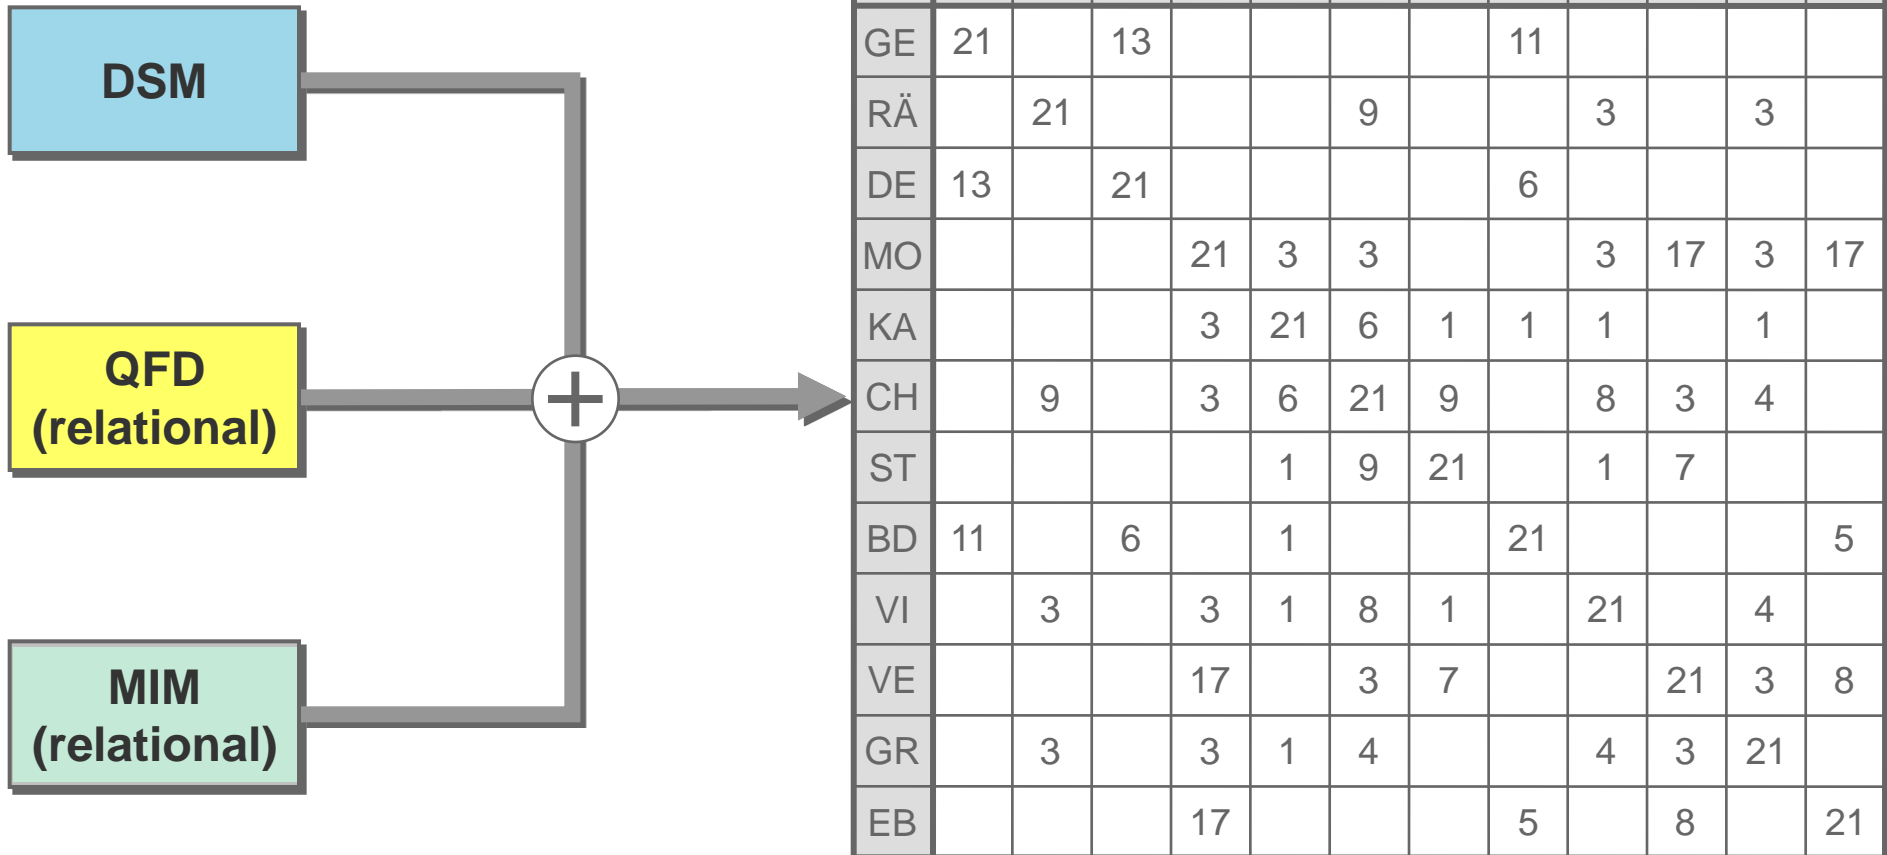 DSM
QFD
(relational)
MIM
(relational)
GE 21 13 11
RÄ 21 9 3 3
DE 13 21 6
MO 21 3 3 3 17 3 17
KA 3 21 6 1 1 1 1
CH 9 3 6 21 9 8 3 4
ST 1 9 21 1 7
BD 11 6 1 21 5
VI 3 3 1 8 1 21 4
VE 17 3 7 21 3 8
GR 3 3 1 4 4 3 21
EB 17 5 8 21